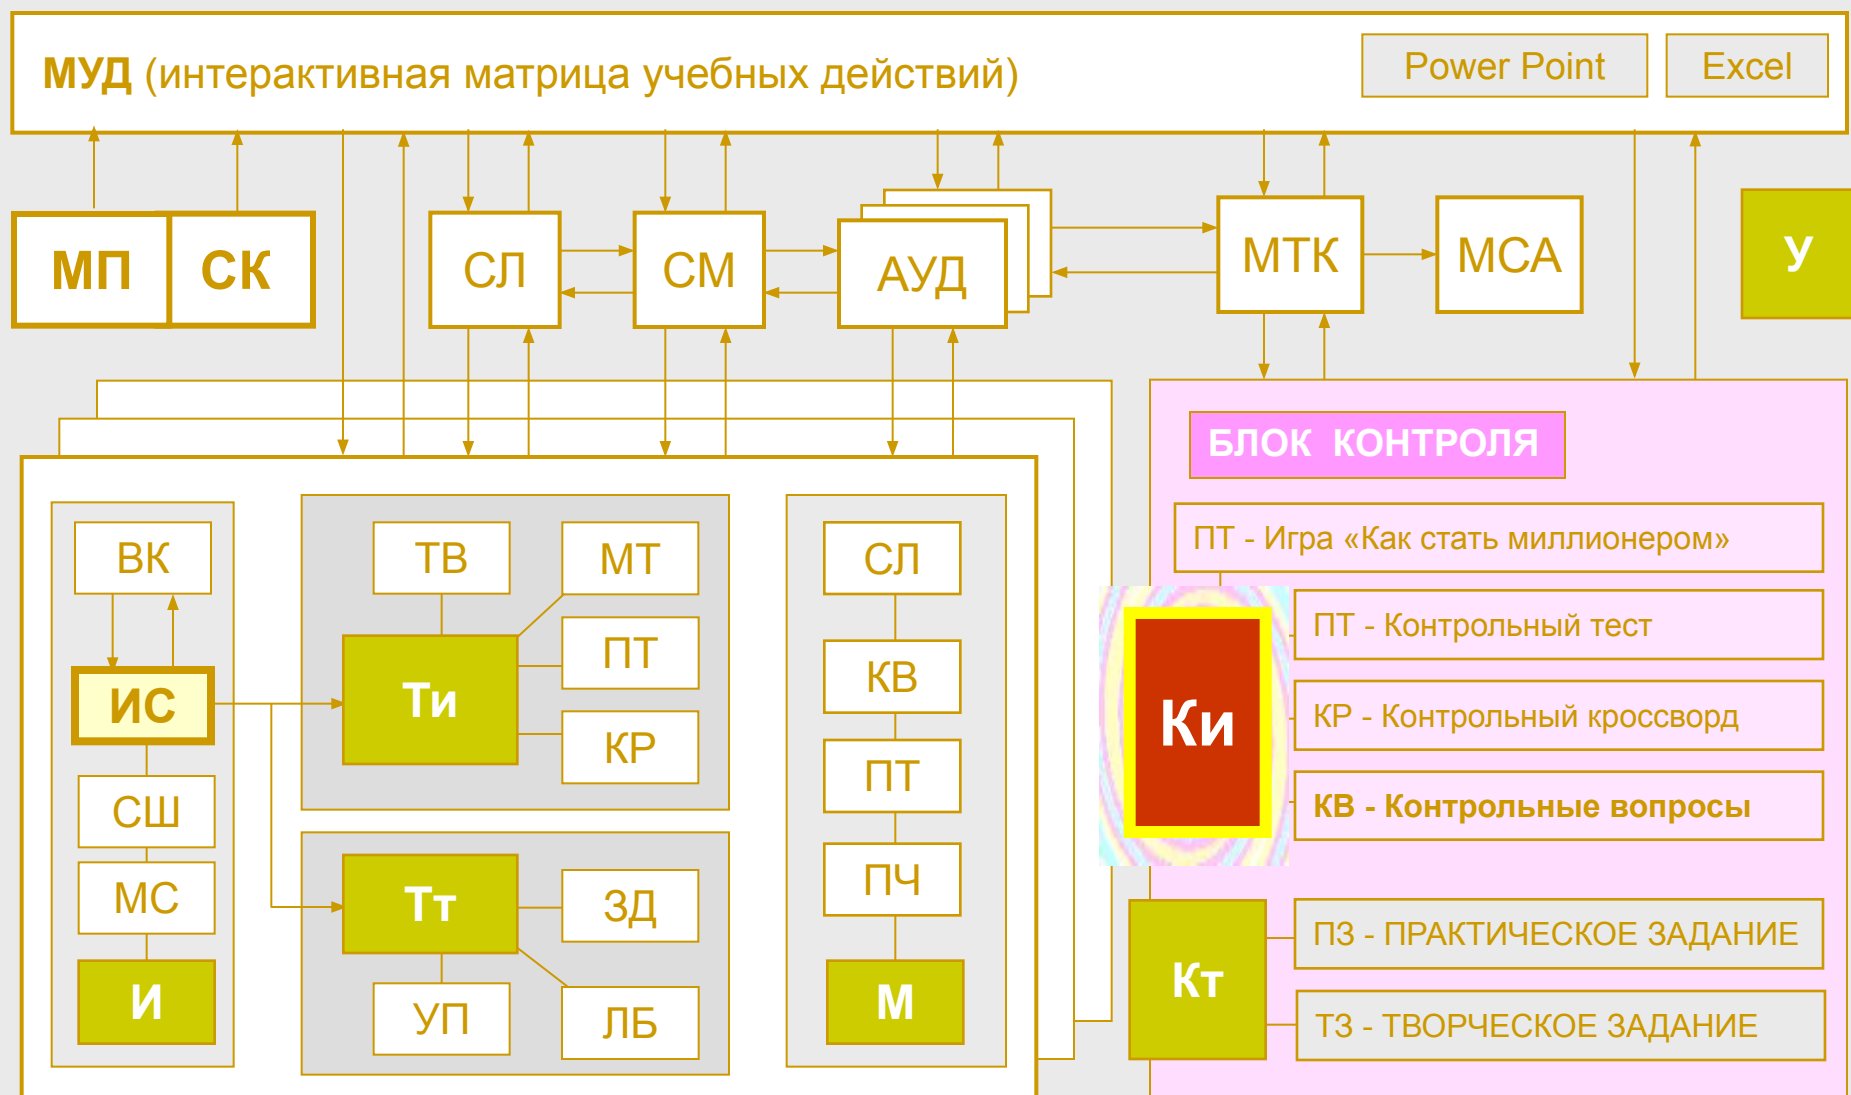 МУД (интерактивная матрица учебных действий)
Power Point
Excel
МП
СК
СЛ
СМ
АУД
МТК
МСА
У
ВК
ИС
СШ
МС
И
ТВ
МТ
Ти
ПТ
КР
Тт
ЗД
УП
ЛБ
СЛ
КВ
ПТ
ПЧ
М
БЛОК КОНТРОЛЯ
ПТ - Игра «Как стать миллионером»
Ки
ПТ - Контрольный тест
КР - Контрольный кроссворд
КВ - Контрольные вопросы
Кт
ПЗ - ПРАКТИЧЕСКОЕ ЗАДАНИЕ
ТЗ - ТВОРЧЕСКОЕ ЗАДАНИЕ